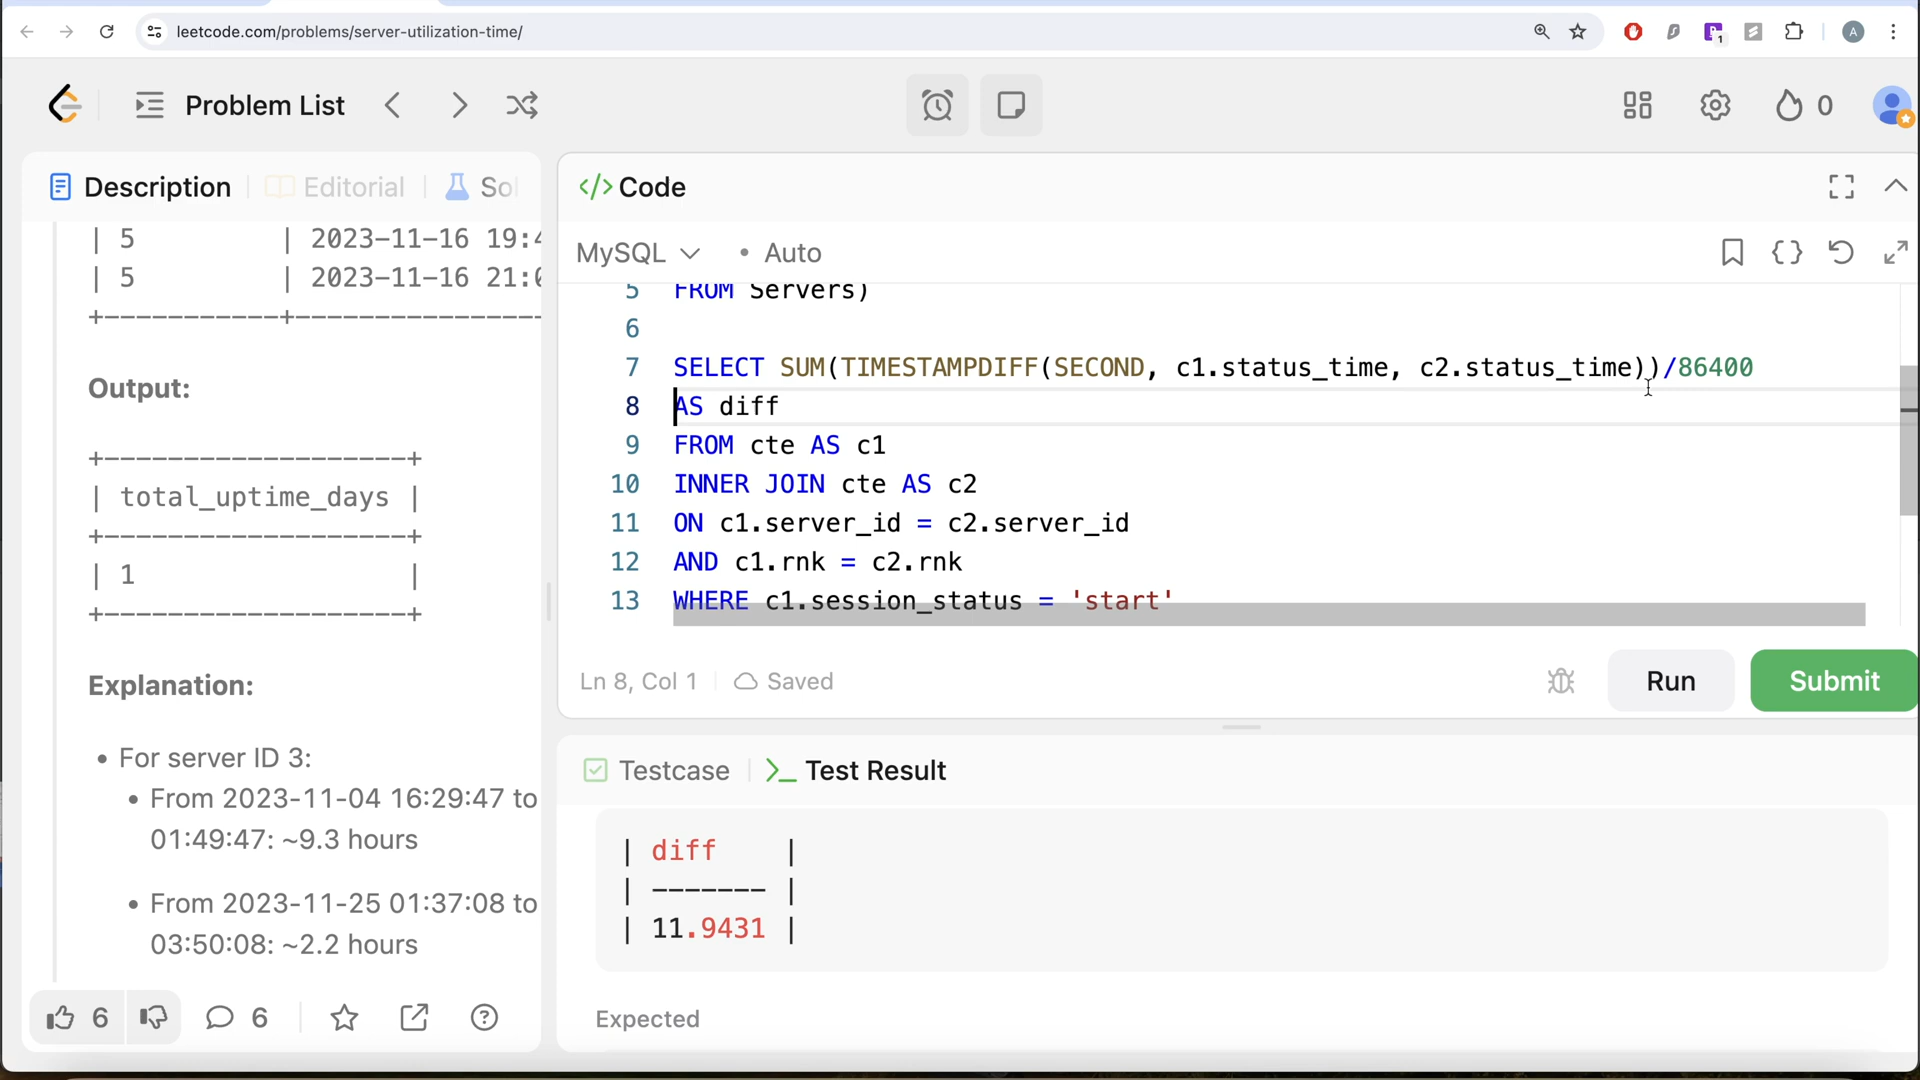 leetcode.com/problems/server-utilization-time/
1
A
Problem List
0
Description
Editorial
Sol
| 5 | 2023-11-16 19:4
| 5 | 2023-11-16 21:0
+-----------+-----------------
Output:
+--------------------+
| total_uptime_days |
+--------------------+
| 1 |
+--------------------+
Explanation:
• For server ID 3:
• From 2023-11-04 16:29:47 to
01:49:47: ~9.3 hours
• From 2023-11-25 01:37:08 to
03:50:08: ~2.2 hours
6
6
</> Code
MySQL
• Auto
5 FROM Servers)
6
7 SELECT SUM(TIMESTAMPDIFF(SECOND, c1.status_time, c2.status_time))/86400
8 AS diff
9 FROM cte AS c1
10 INNER JOIN cte AS c2
11 ON c1.server_id = c2.server_id
12 AND c1.rnk = c2.rnk
13 WHERE c1.session_status = 'start'
Ln 8, Col 1
Saved
Run
Submit
Testcase
>_ Test Result
| diff |
| ------- |
| 11.9431 |
Expected